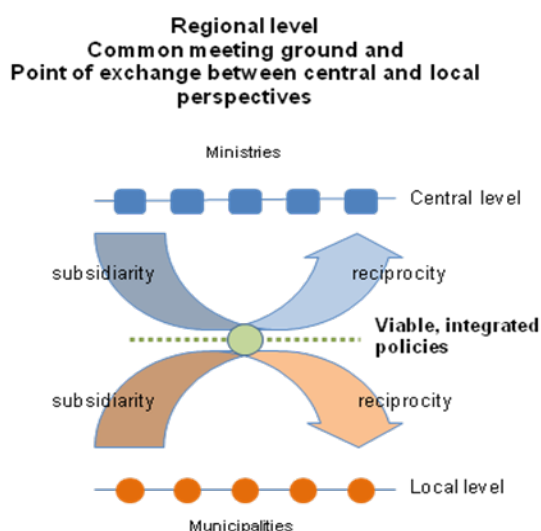 Regional level
Common meeting ground and
Point of exchange between central and local
perspectives
Ministries
Central level
subsidiarity
reciprocity
Viable, integrated
policies
subsidiarity
reciprocity
Local level
Municipalities